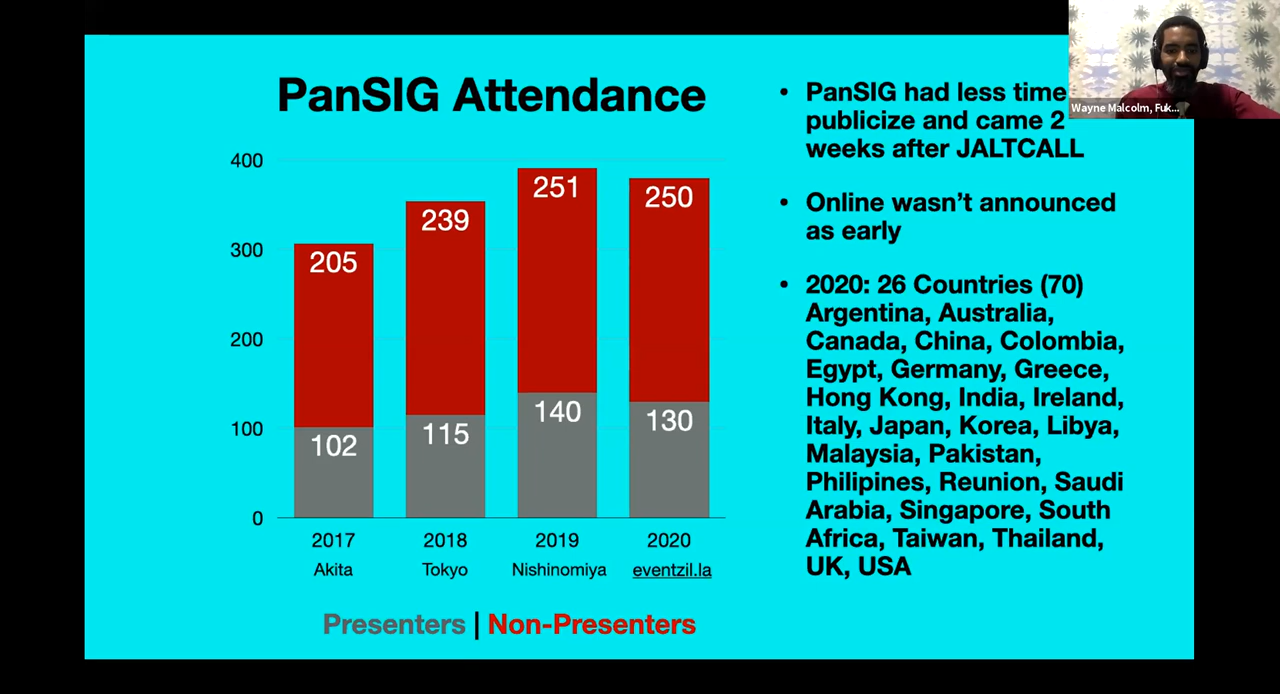 PanSIG Attendance
400
300
200
100
0
205
239
251
250
102
115
140
130
2017
2018
2019
2020
Akita
Tokyo
Nishinomiya
eventzil.la
Presenters | Non-Presenters
• PanSIG had less time
publicize and came 2
weeks after JALTCALL
• Online wasn’t announced
as early
• 2020: 26 Countries (70)
Argentina, Australia,
Canada, China, Colombia,
Egypt, Germany, Greece,
Hong Kong, India, Ireland,
Italy, Japan, Korea, Libya,
Malaysia, Pakistan,
Philipines, Reunion, Saudi
Arabia, Singapore, South
Africa, Taiwan, Thailand,
UK, USA
Wayne Malcolm, Fuk...